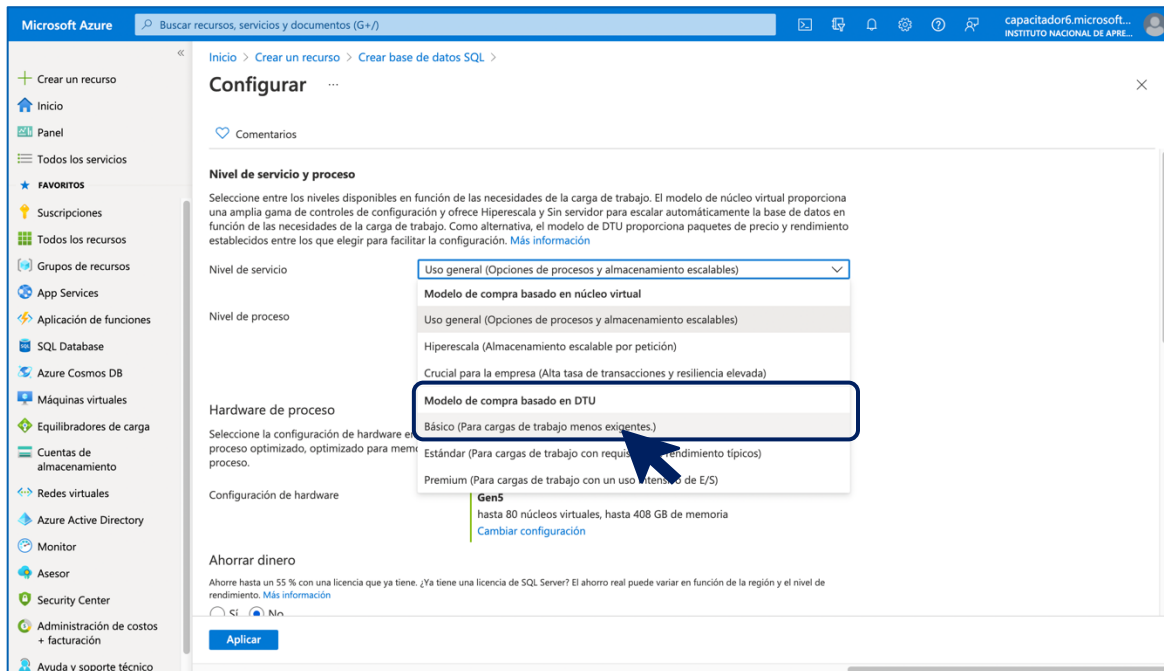 Microsoft Azure
Buscar recursos, servicios y documentos (G+/)
capacitador6.microsoft...
INSTITUTO NACIONAL DE APRE...
Crear un recurso
Inicio
Panel
Todos los servicios
FAVORITOS
Suscripciones
Todos los recursos
Grupos de recursos
App Services
Aplicación de funciones
SQL Database
Azure Cosmos DB
Máquinas virtuales
Equilibradores de carga
Cuentas de
almacenamiento
Redes virtuales
Azure Active Directory
Monitor
Asesor
Security Center
Administración de costos
+ facturación
Ayuda y soporte técnico
Inicio > Crear un recurso > Crear base de datos SQL >
Configurar ...
Comentarios
Nivel de servicio y proceso
Seleccione entre los niveles disponibles en función de las necesidades de la carga de trabajo. El modelo de núcleo virtual proporciona
una amplia gama de controles de configuración y ofrece Hiperescala y Sin servidor para escalar automáticamente la base de datos en
función de las necesidades de la carga de trabajo. Como alternativa, el modelo de DTU proporciona paquetes de precio y rendimiento
establecidos entre los que elegir para facilitar la configuración. Más información
Nivel de servicio
Uso general (Opciones de procesos y almacenamiento escalables)
Modelo de compra basado en núcleo virtual
Nivel de proceso
Uso general (Opciones de procesos y almacenamiento escalables)
Hiperescala (Almacenamiento escalable por petición)
Crucial para la empresa (Alta tasa de transacciones y resiliencia elevada)
Modelo de compra basado en DTU
Básico (Para cargas de trabajo menos exigentes.)
Estándar (Para cargas de trabajo con rendimiento típicos)
Premium (Para cargas de trabajo con un uso intensivo de E/S)
Hardware de proceso
Seleccione la configuración de hardware
proceso optimizado, optimizado para
proceso.
Configuración de hardware
Gen5
hasta 80 núcleos virtuales, hasta 408 GB de memoria
Cambiar configuración
Ahorrar dinero
Ahorre hasta un 55 % con una licencia que ya tiene. ¿Ya tiene una licencia de SQL Server? El ahorro real puede variar en función de la región y el nivel de
rendimiento. Más información
Sí No
Aplicar